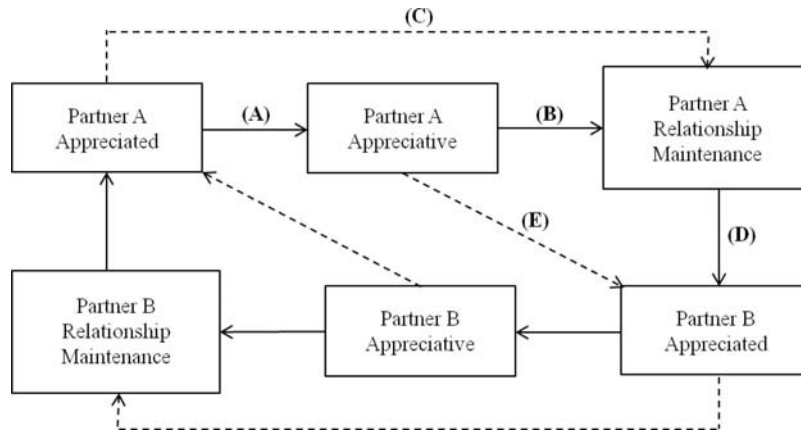 (C)
Partner A
Appreciated
(A)
Partner A
Appreciative
(B)
Partner A
Relationship
Maintenance
(E)
(D)
Partner B
Relationship
Maintenance
Partner B
Appreciative
Partner B
Appreciated